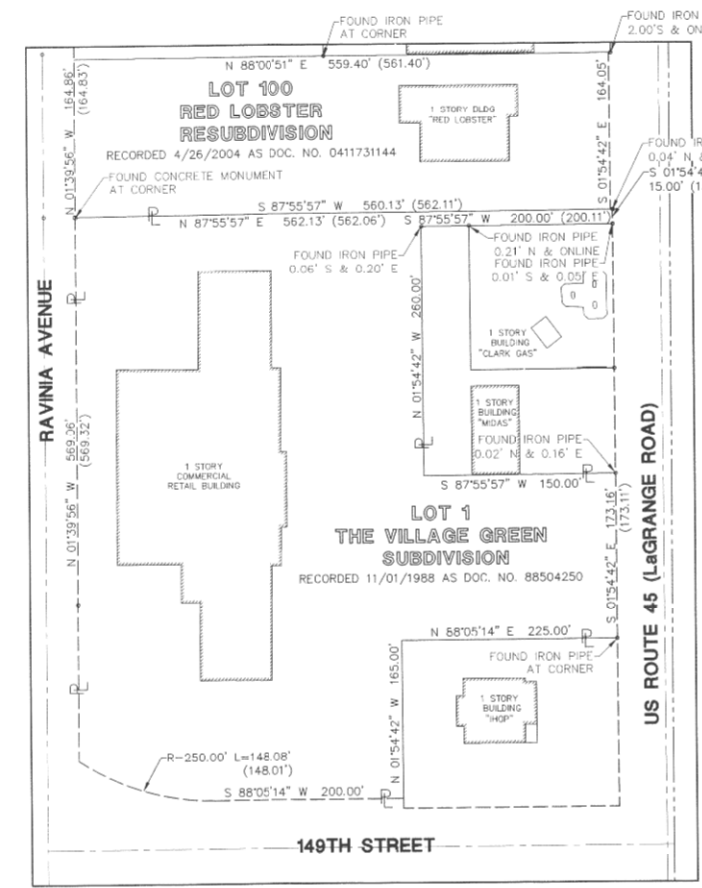 FOUND IRON PIPE
AT CORNER
FOUND IRON
2.00'S & ON
N 88°00'51" E 559.40' (561.40')
N 01°39'56" W 164.86'
(164.83')
LOT 100
RED LOBSTER
RESUBDIVISION
RECORDED 4/26/2004 AS DOC. NO. 0411731144
1 STORY BLDG
"RED LOBSTER"
S 01°54'42" E 164.05'
FOUND CONCRETE MONUMENT
AT CORNER
0.04' N &
S 01°54'4
15.00' (1
S 87°55'57" W 560.13' (562.11')
N 87°55'57" E 562.13' (562.06')
S 87°55'57" W 200.00' (200.11')
FOUND IRON PIPE
0.06' S & 0.20' E
FOUND IRON PIPE
0.21' N & ONLINE
FOUND IRON PIPE
0.01' S & 0.05' E
RAVINIA AVENUE
N 01°54'42" W 260.00'
1 STORY
BUILDING
"CLARK GAS"
1 STORY
BUILDING
"MIDAS"
FOUND IRON PIPE
0.02' N & 0.16' E
N 01°39'56" W 569.06'
(569.32')
1 STORY
COMMERCIAL
RETAIL BUILDING
S 87°55'57" W 150.00'
LOT 1
THE VILLAGE GREEN
SUBDIVISION
RECORDED 11/01/1988 AS DOC. NO. 88504250
S 01°54'42" E 173.16'
(173.11')
US ROUTE 45 (LaGRANGE ROAD)
N 88°05'14" E 225.00'
FOUND IRON PIPE
AT CORNER
N 01°54'42" W 165.00'
1 STORY
BUILDING
"IHOP"
R-250.00' L=148.08'
(148.01')
S 88°05'14" W 200.00'
149TH STREET